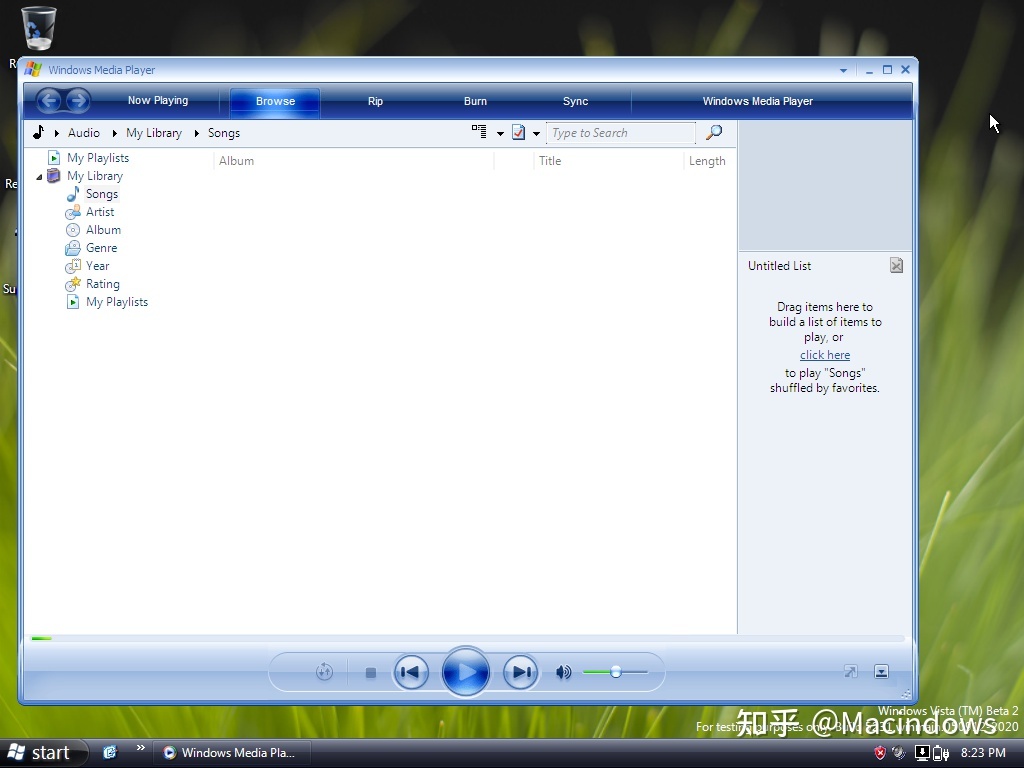 Windows Media Player
Now Playing
Browse
Rip
Burn
Sync
Windows Media Player
Audio
My Library
Songs
Type to Search
My Playlists
My Library
Songs
Artist
Album
Genre
Year
Rating
My Playlists
Album
Title
Length
Untitled List
Drag items here to
build a list of items to
play, or
click here
to play "Songs"
shuffled by favorites.
Re
Su
Windows Vista (TM) Beta 2
For testing purposes only.
知乎 @Macindows
start
Windows Media Pla...
8:23 PM